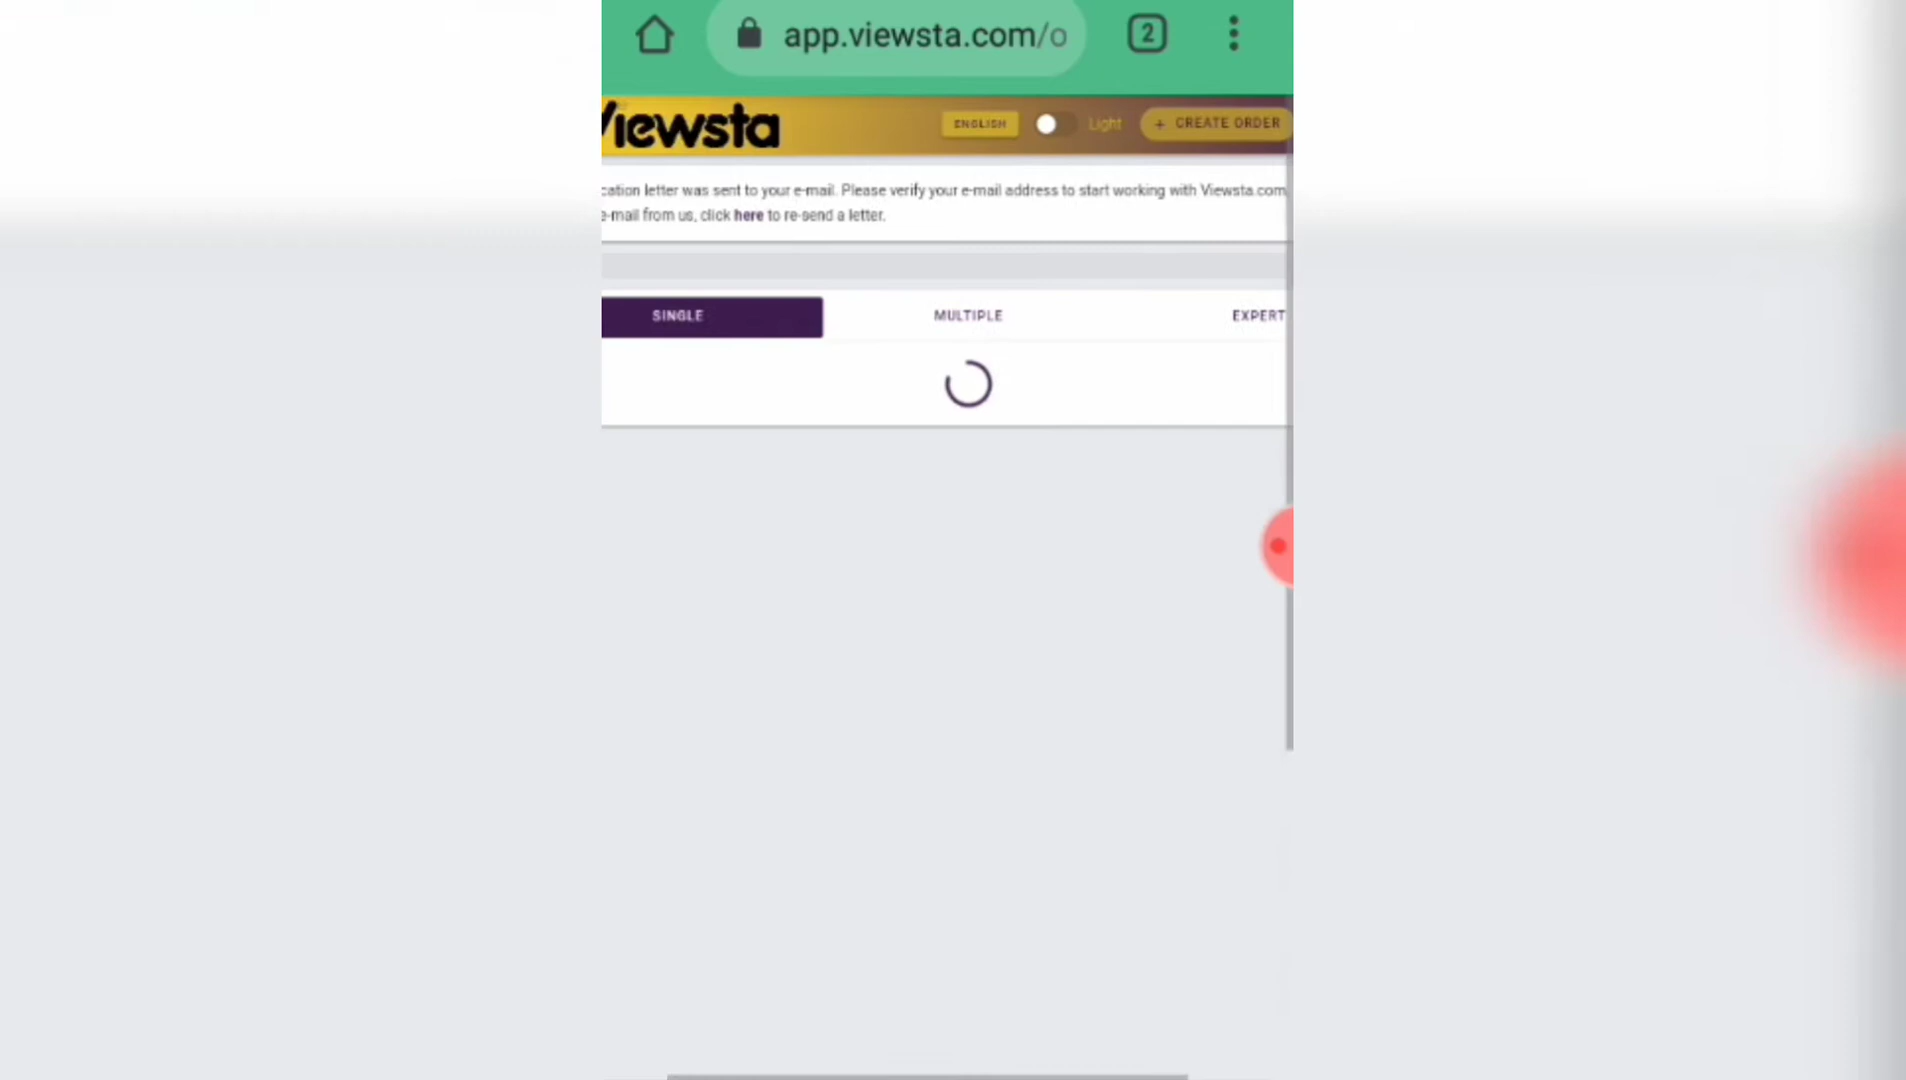 app.viewsta.com/o
2
Viewsta
ENGLISH
Light
+ CREATE ORDER
cation letter was sent to your e-mail. Please verify your e-mail address to start working with Viewsta.com
e-mail from us, click here to re-send a letter.
SINGLE
MULTIPLE
EXPERT